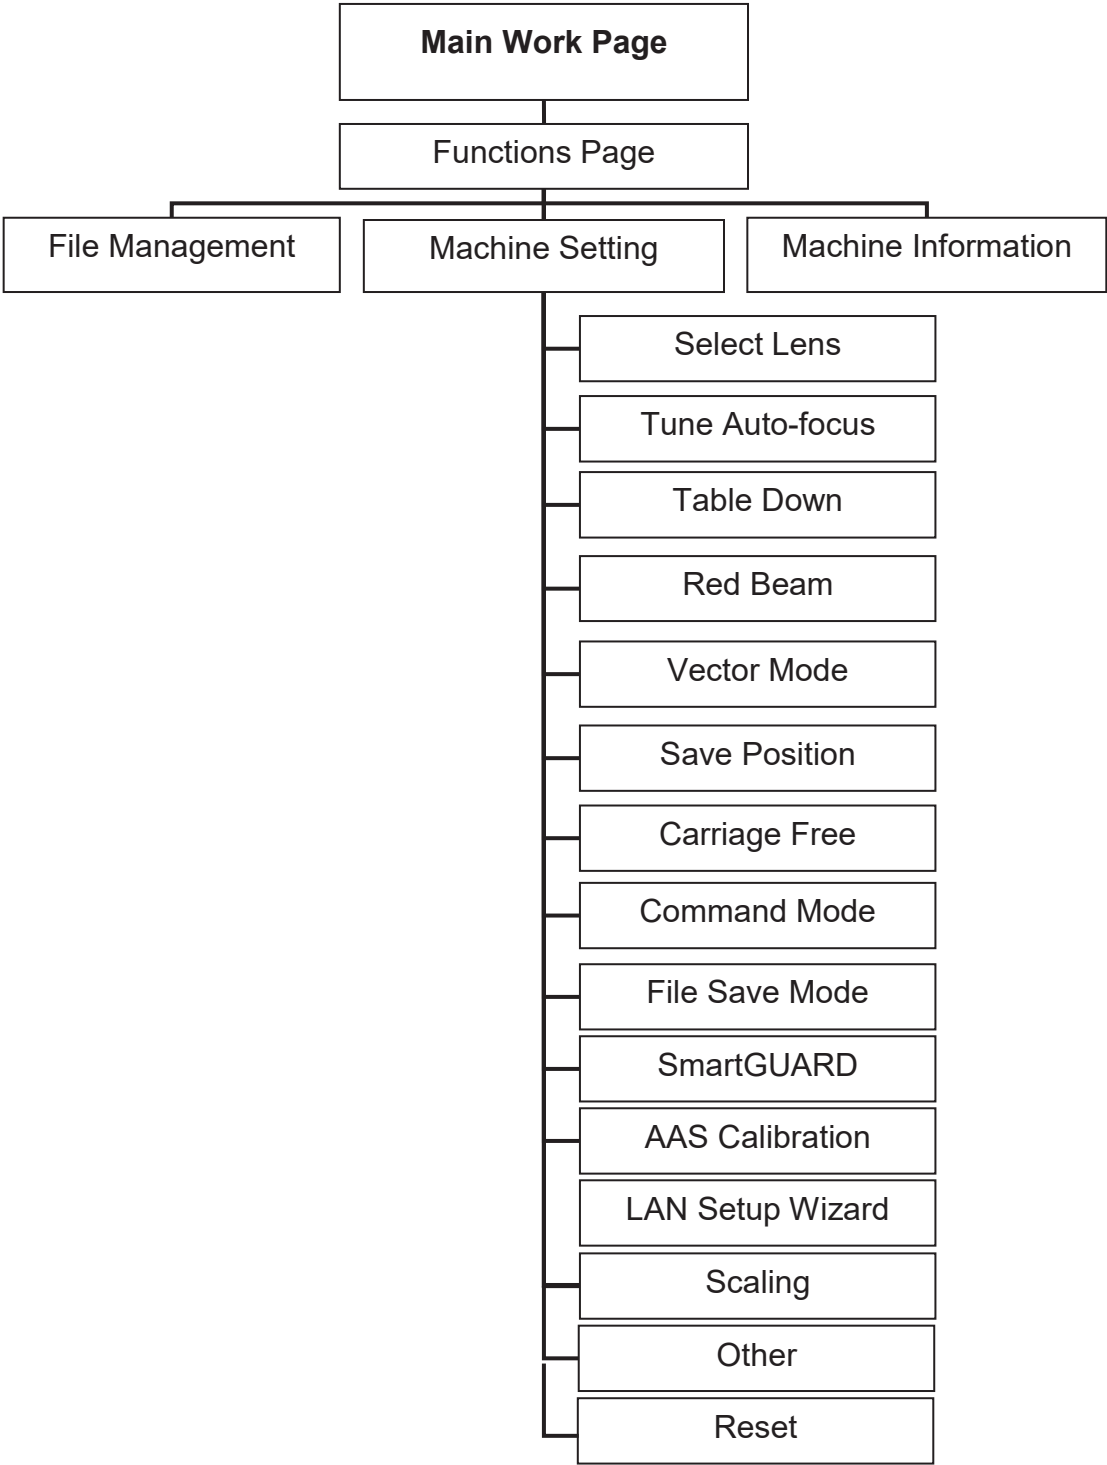 Main Work Page
Functions Page
File Management
Machine Setting
Machine Information
Select Lens
Tune Auto-focus
Table Down
Red Beam
Vector Mode
Save Position
Carriage Free
Command Mode
File Save Mode
SmartGUARD
AAS Calibration
LAN Setup Wizard
Scaling
Other
Reset